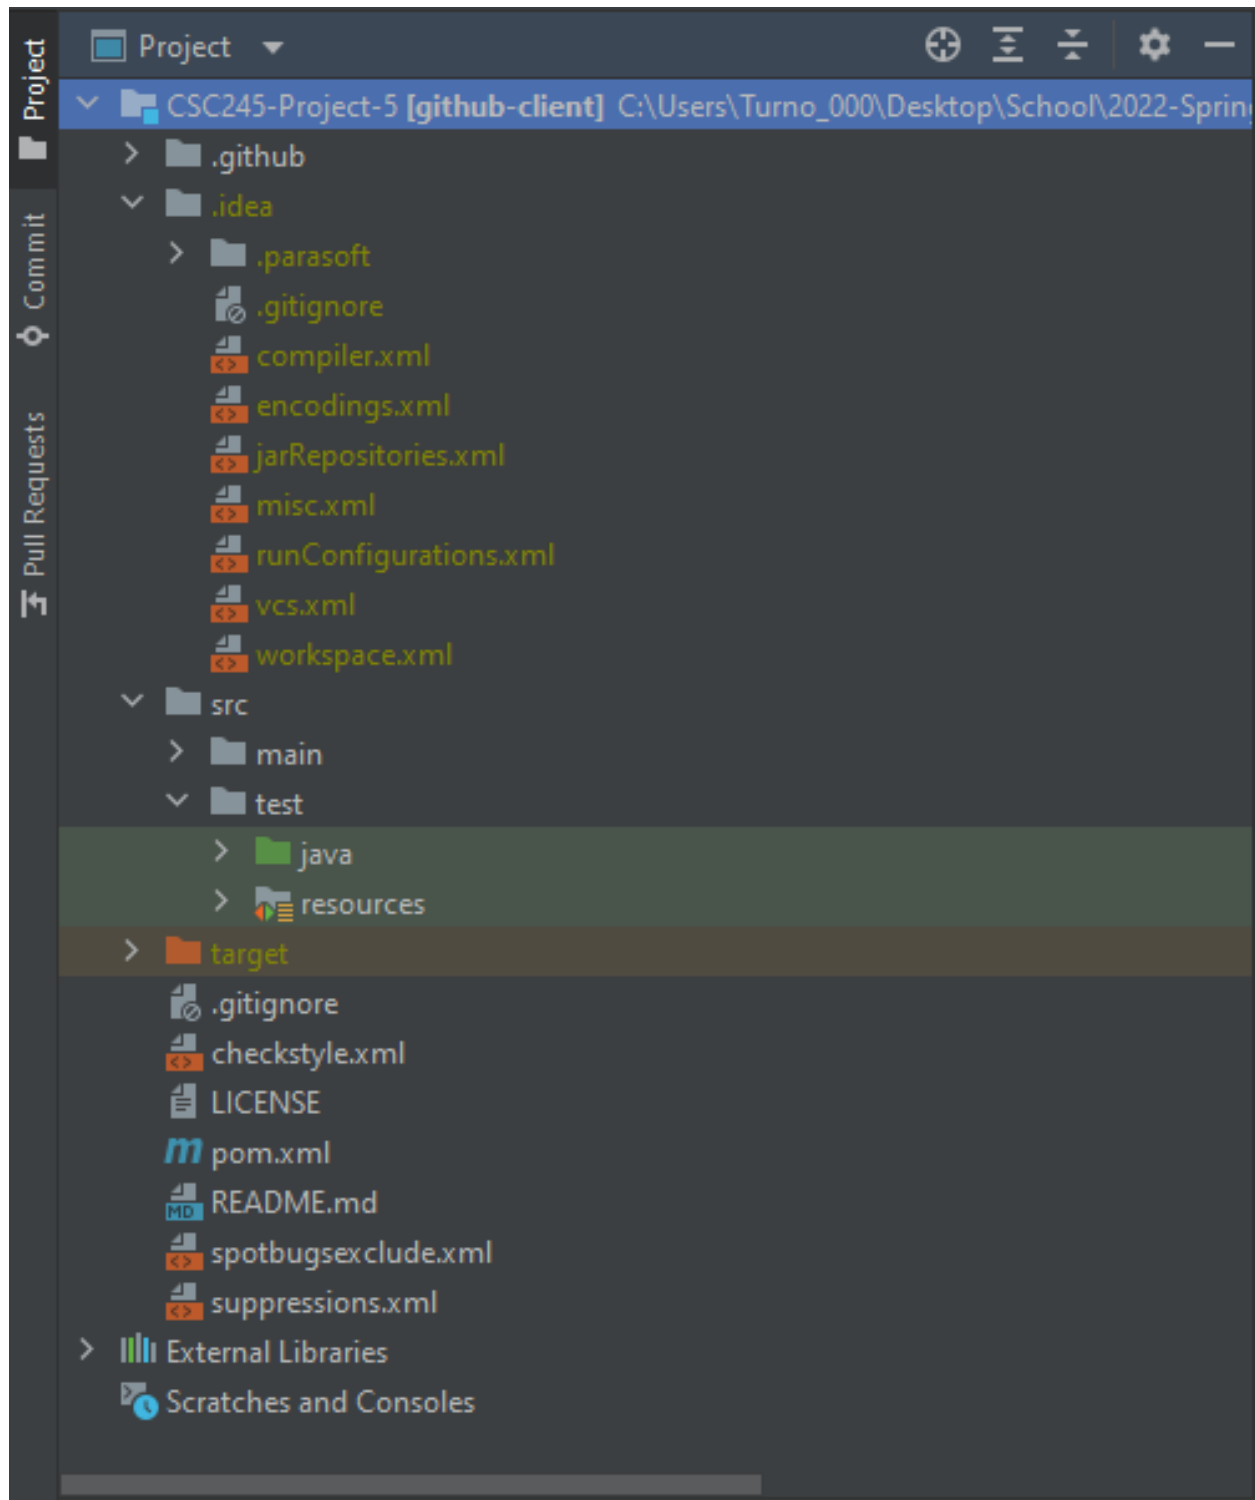 Project
Commit
Pull Requests
Project
CSC245-Project-5 [github-client] C:\Users\Turno_000\Desktop\School\2022-Spring
.github
.idea
.parasoft
.gitignore
compiler.xml
encodings.xml
jarRepositories.xml
misc.xml
runConfigurations.xml
vcs.xml
workspace.xml
src
main
test
java
resources
target
.gitignore
checkstyle.xml
LICENSE
pom.xml
README.md
spotbugsexclude.xml
suppressions.xml
External Libraries
Scratches and Consoles